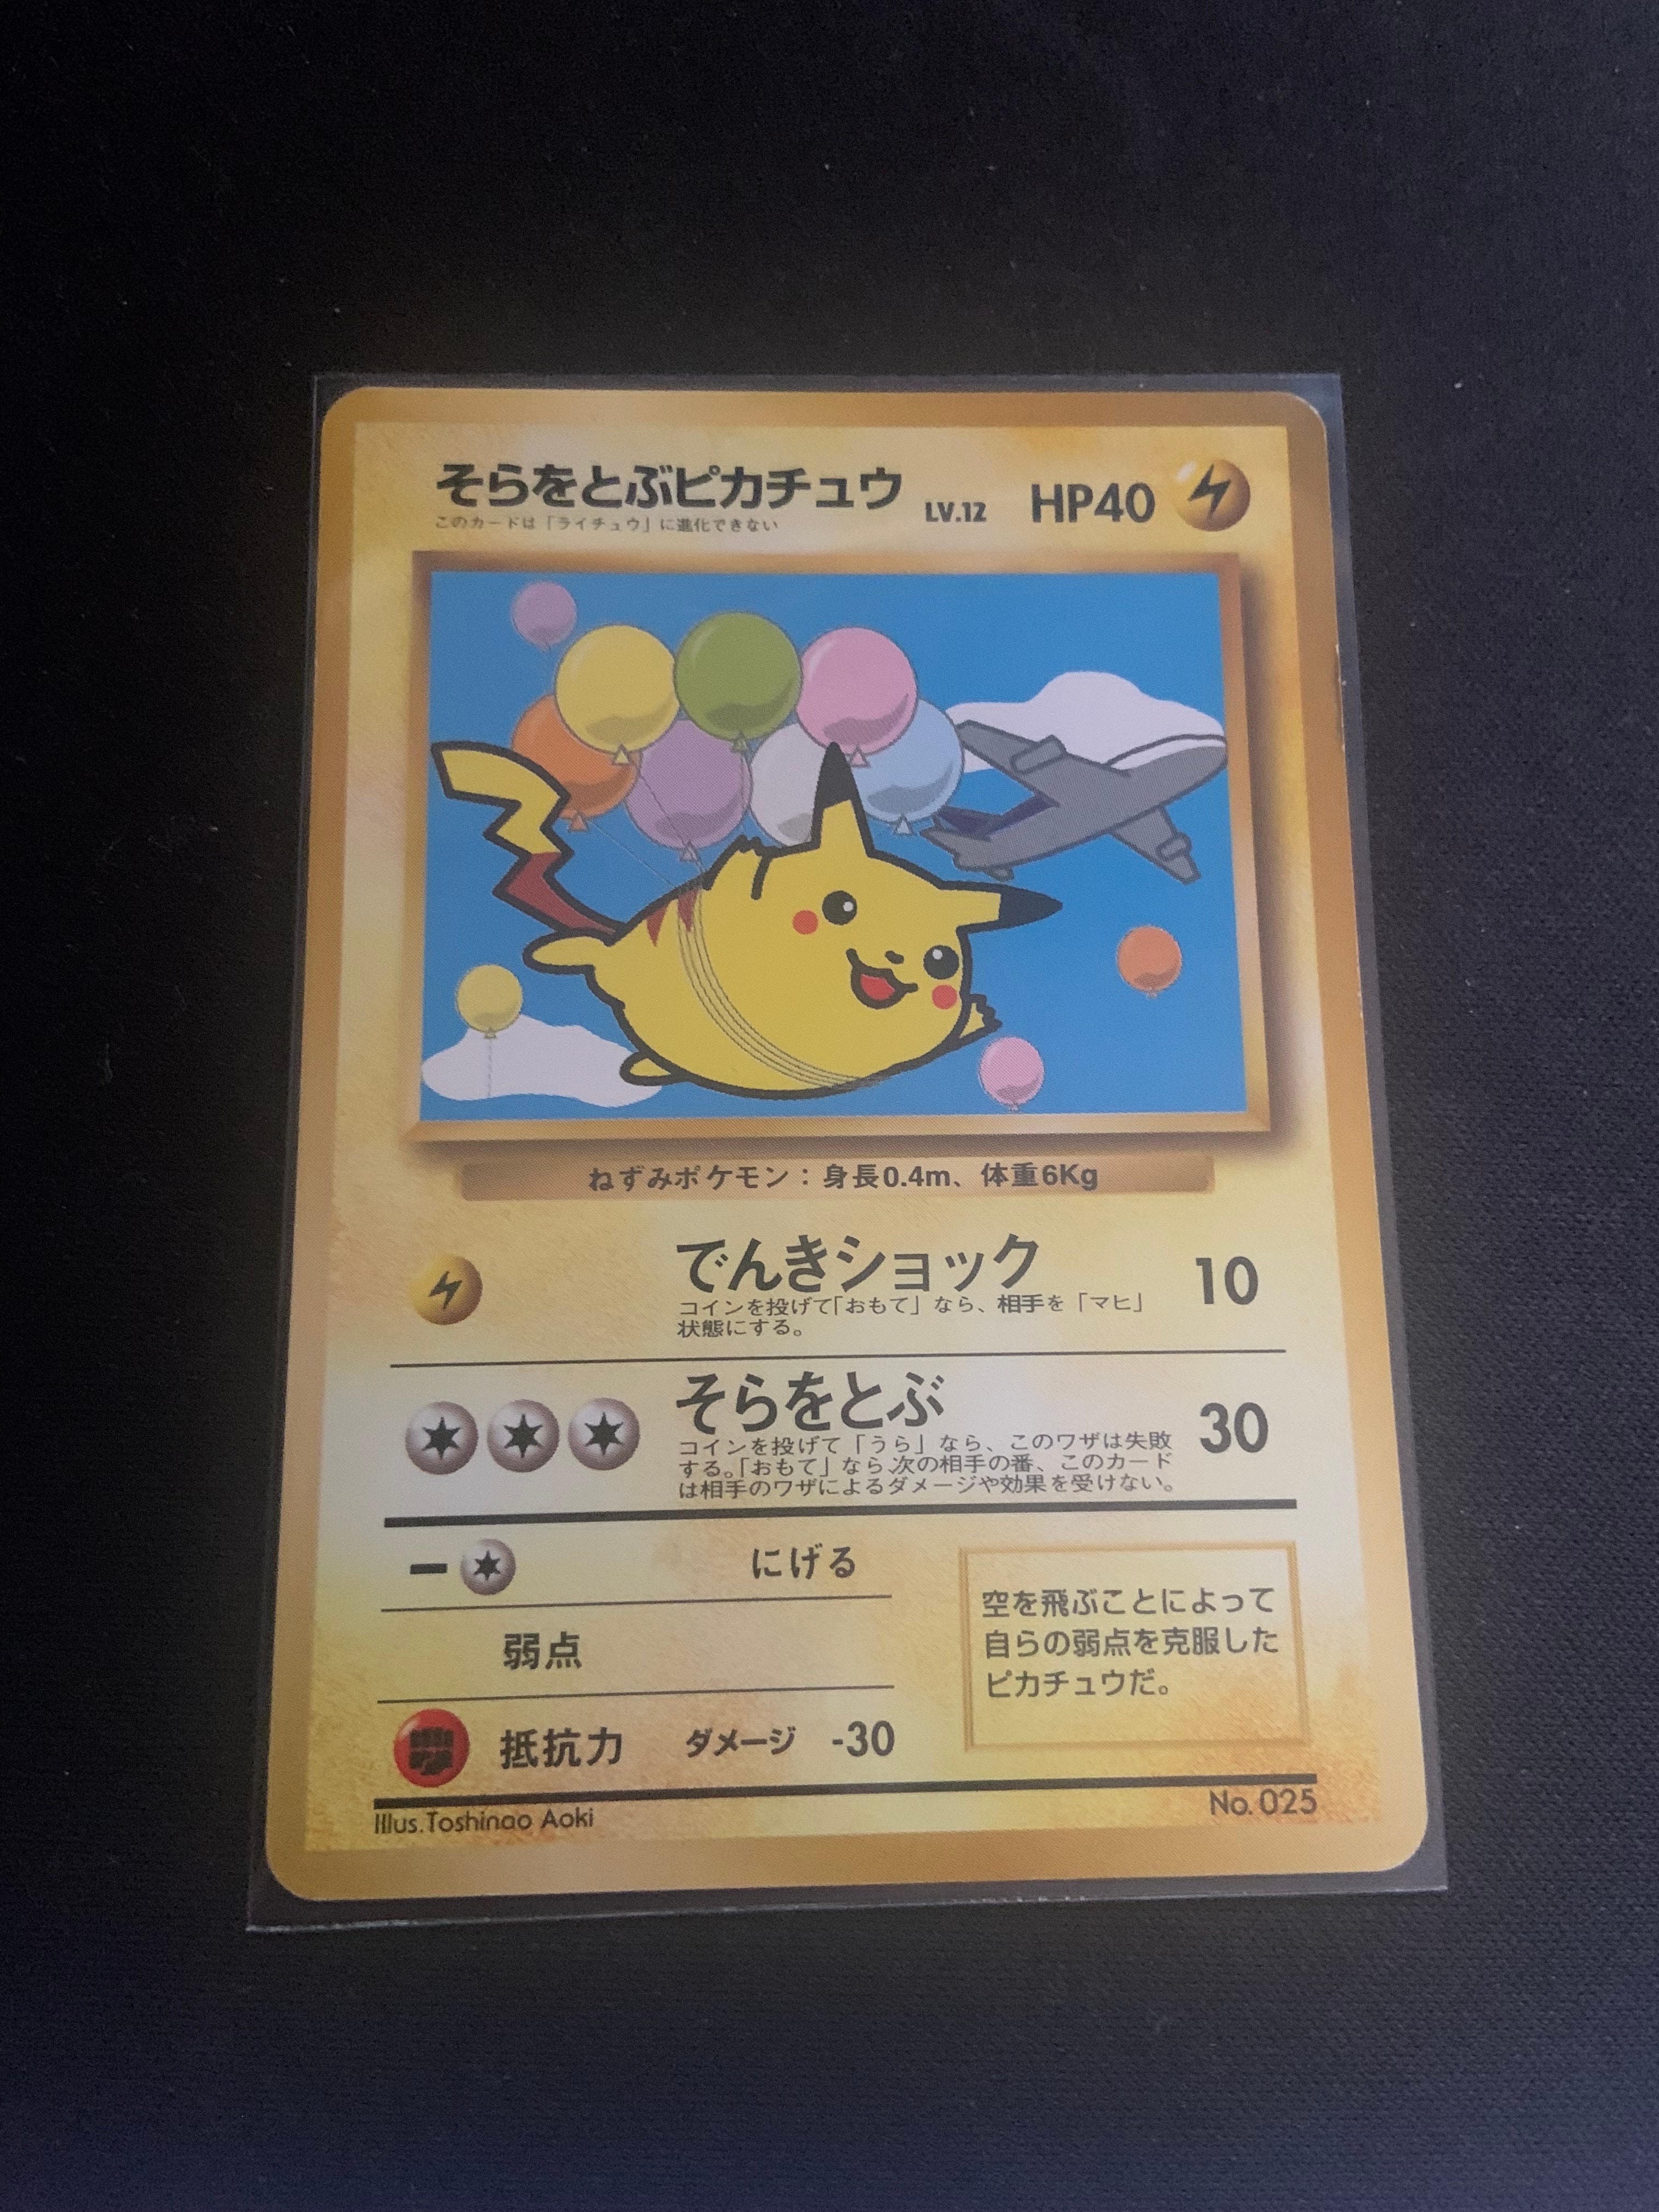 そらをとぶピカチュウ LV.12 HP40
このカードは「ライチュウ」に進化できない
ねずみポケモン：身長0.4m、体重6Kg
でんきショック 10
コインを投げて「おもて」なら、相手を「マヒ」
状態にする。
そらをとぶ 30
コインを投げて「うら」なら、このワザは失敗
する。「おもて」なら、次の相手の番、このカード
は相手のワザによるダメージや効果を受けない。
にげる
弱点
抵抗力 ダメージ -30
空を飛ぶことによって
自らの弱点を克服した
ピカチュウだ。
Illus.Toshinao Aoki
No. 025